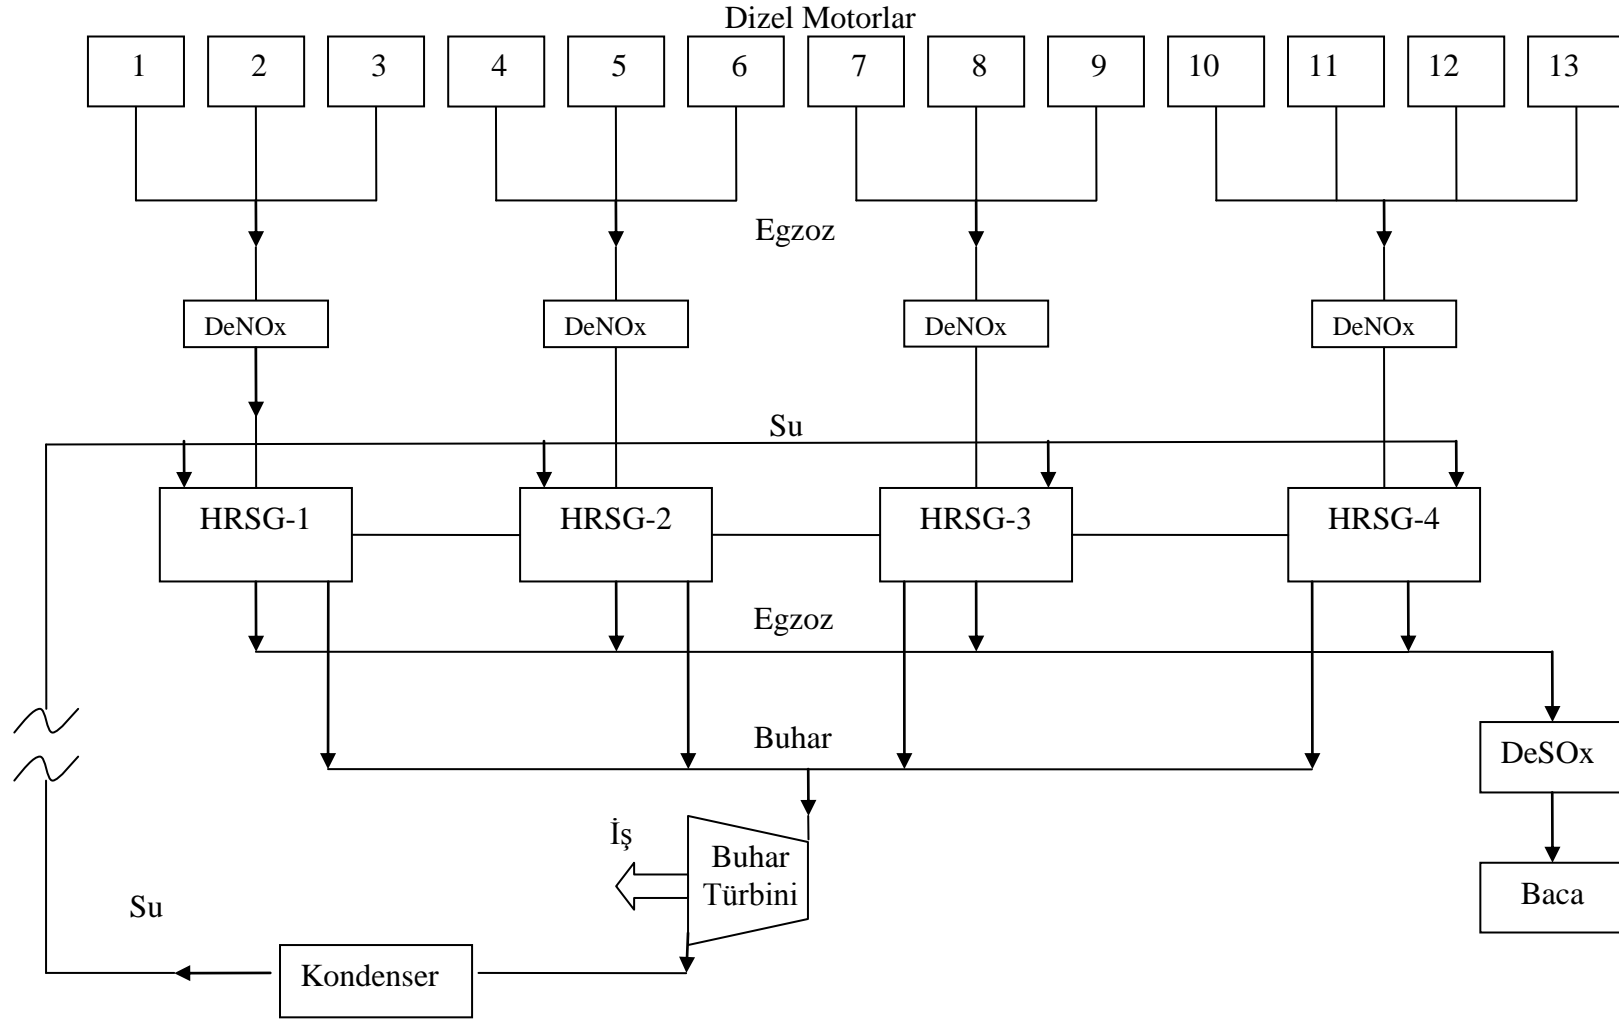 Dizel Motorlar
1 2 3 4 5 6 7 8 9 10 11 12 13
Egzoz
DeNOx DeNOx DeNOx DeNOx
Su
HRSG-1 HRSG-2 HRSG-3 HRSG-4
Egzoz
Buhar
DeSOx
İş
Buhar
Türbini
Baca
Su
Kondenser